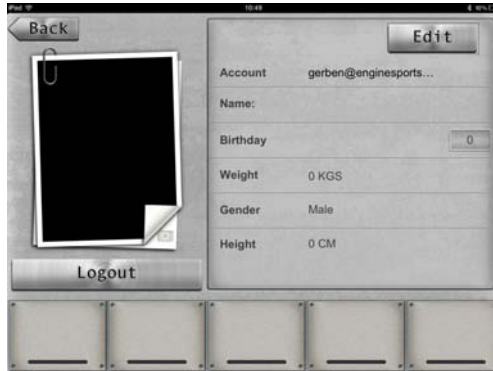 iPad 10:49
Back
Edit
Account gerben@enginesports...
Name:
Birthday 0
Weight 0 KGS
Gender Male
Height 0 CM
Logout